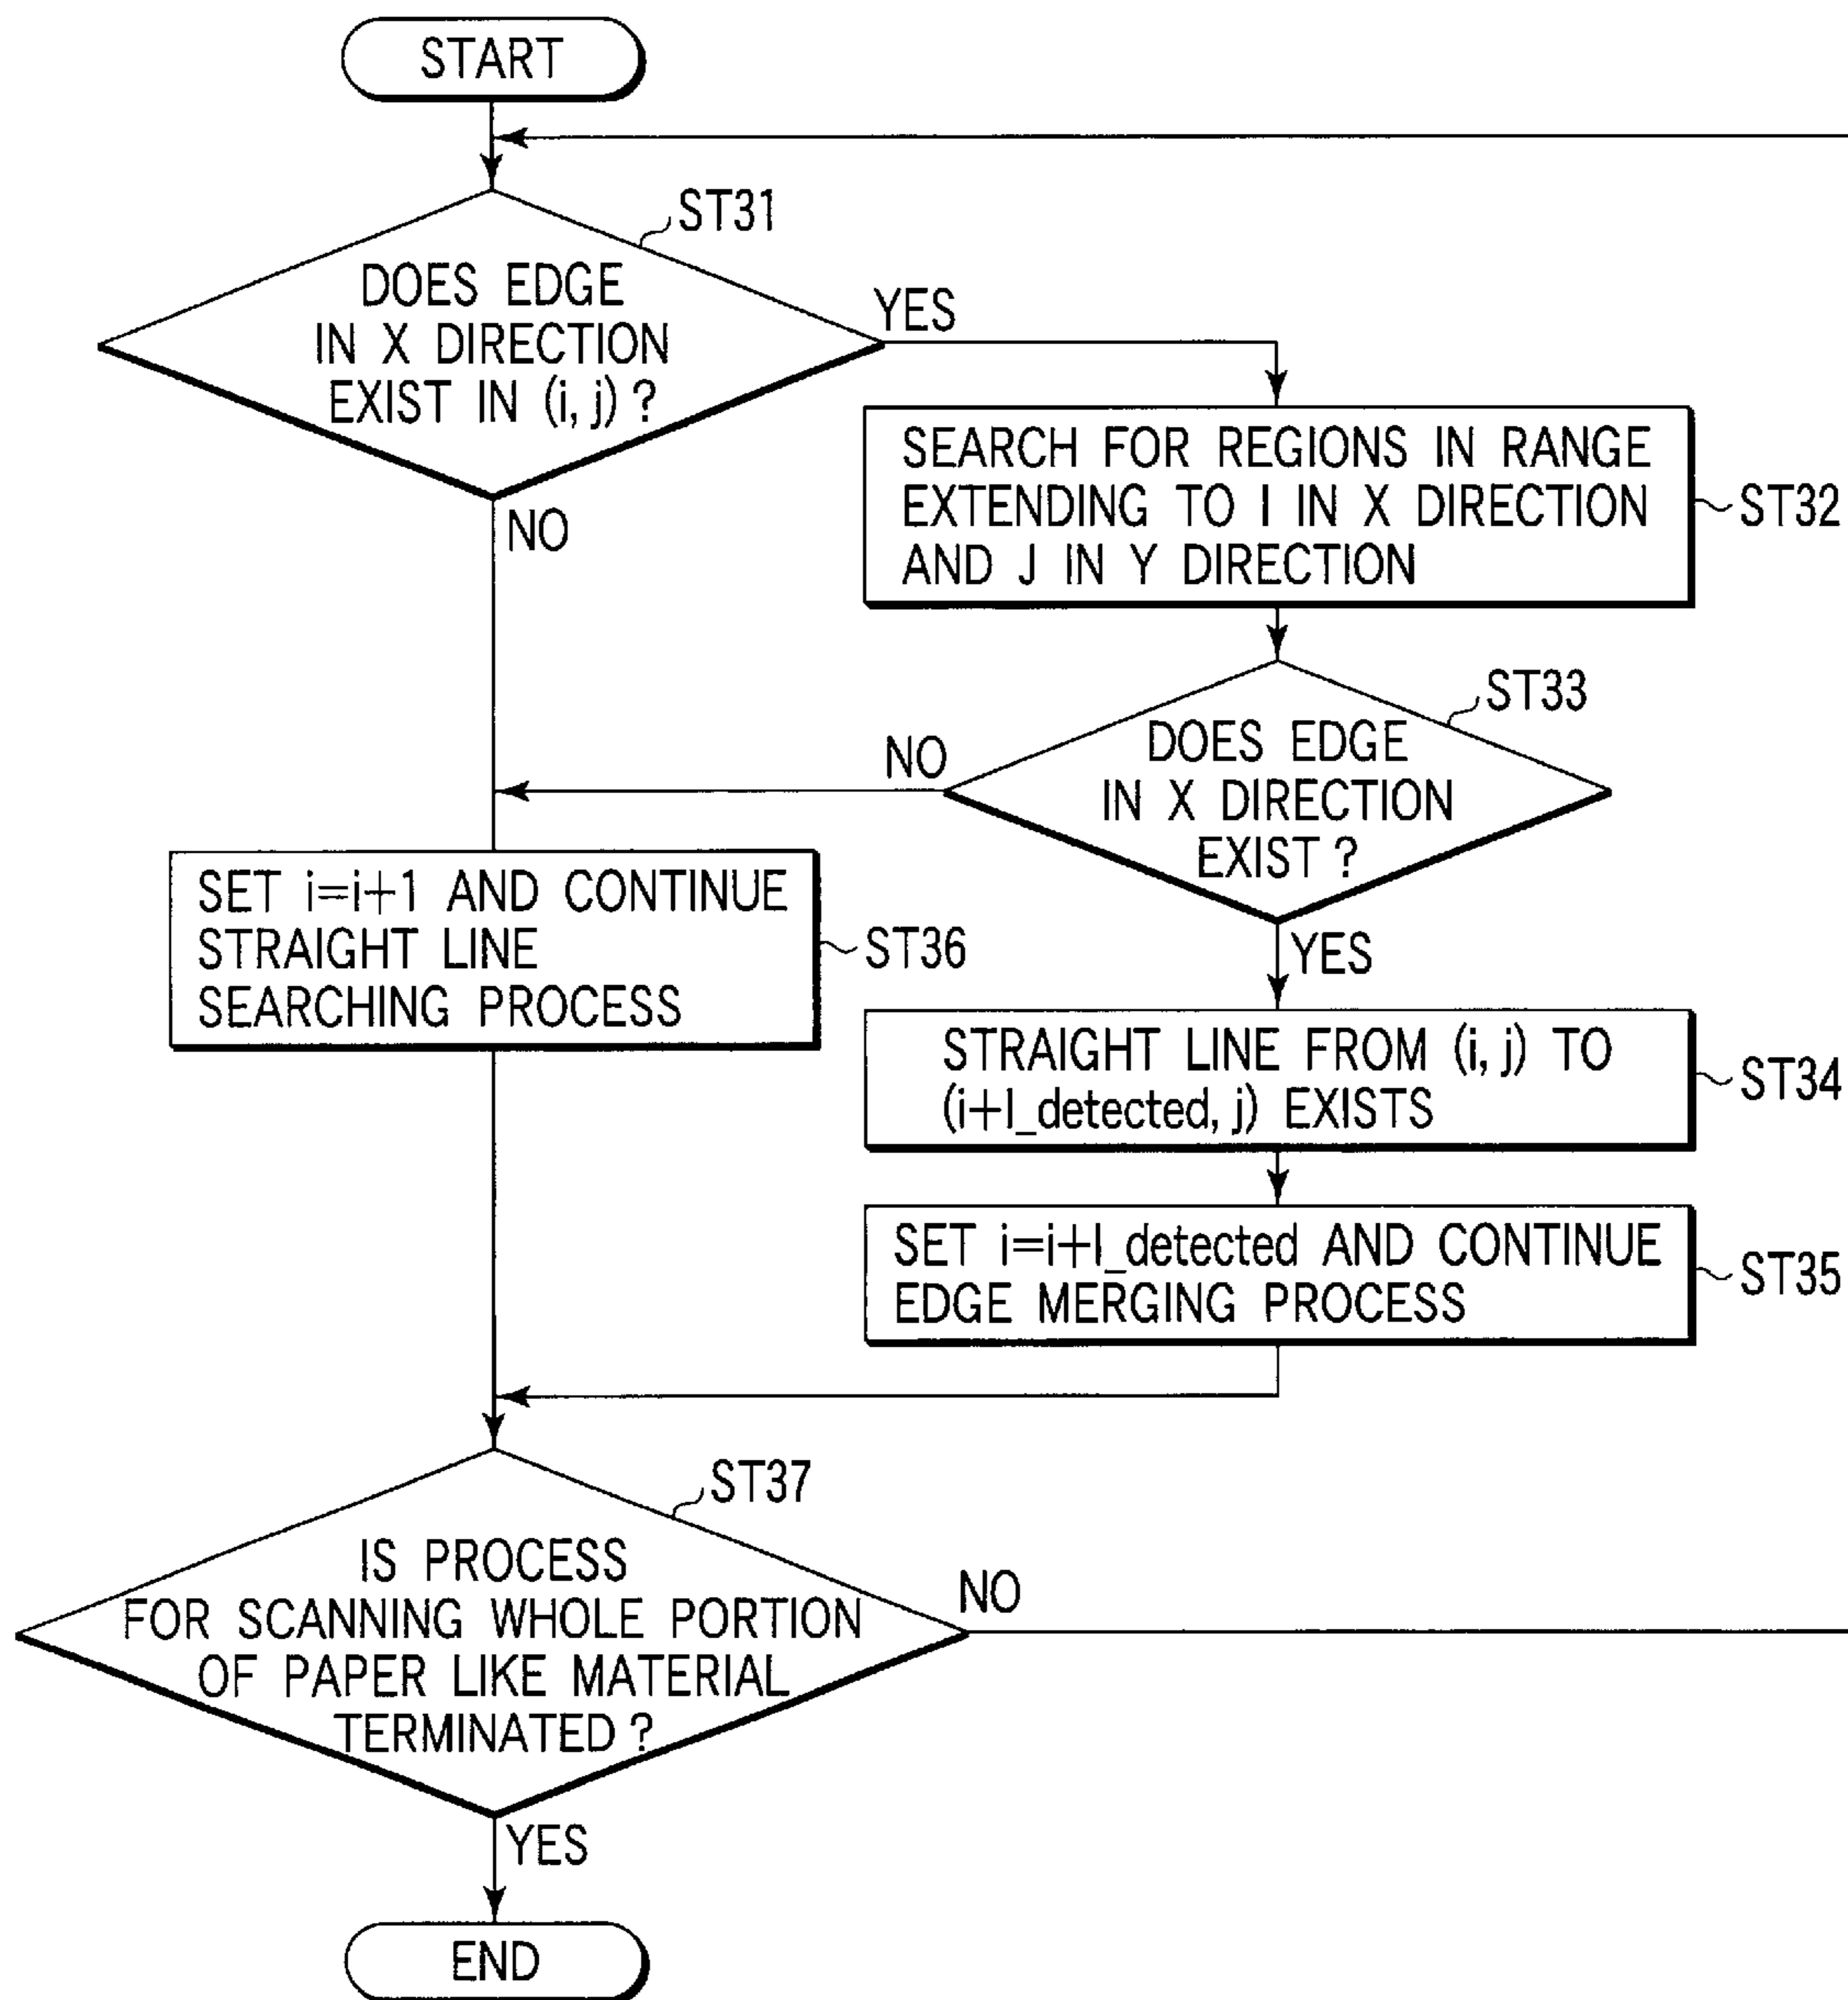 START
ST31
DOES EDGE
IN X DIRECTION
EXIST IN (i, j) ?
YES
NO
SEARCH FOR REGIONS IN RANGE
EXTENDING TO I IN X DIRECTION
AND J IN Y DIRECTION
ST32
ST33
DOES EDGE
IN X DIRECTION
EXIST ?
NO
YES
SET i=i+1 AND CONTINUE
STRAIGHT LINE
SEARCHING PROCESS
ST36
STRAIGHT LINE FROM (i, j) TO
(i+I_detected, j) EXISTS
ST34
SET i=i+I_detected AND CONTINUE
EDGE MERGING PROCESS
ST35
ST37
IS PROCESS
FOR SCANNING WHOLE PORTION
OF PAPER LIKE MATERIAL
TERMINATED ?
NO
YES
END